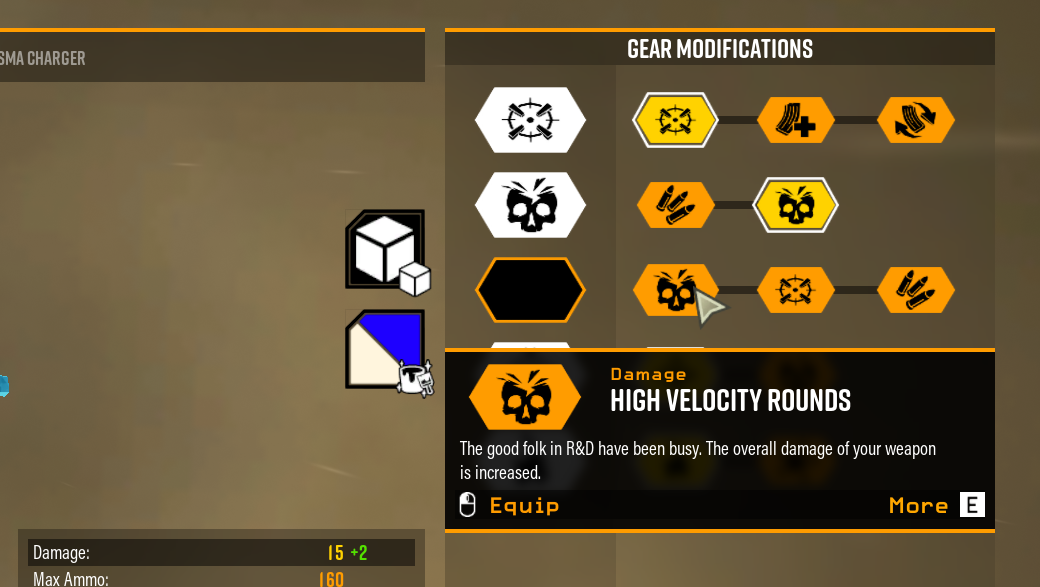 SMA CHARGER
GEAR MODIFICATIONS
Damage
HIGH VELOCITY ROUNDS
The good folk in R&D have been busy. The overall damage of your weapon
is increased.
Equip
More E
Damage: 15 +2
Max Ammo: 160